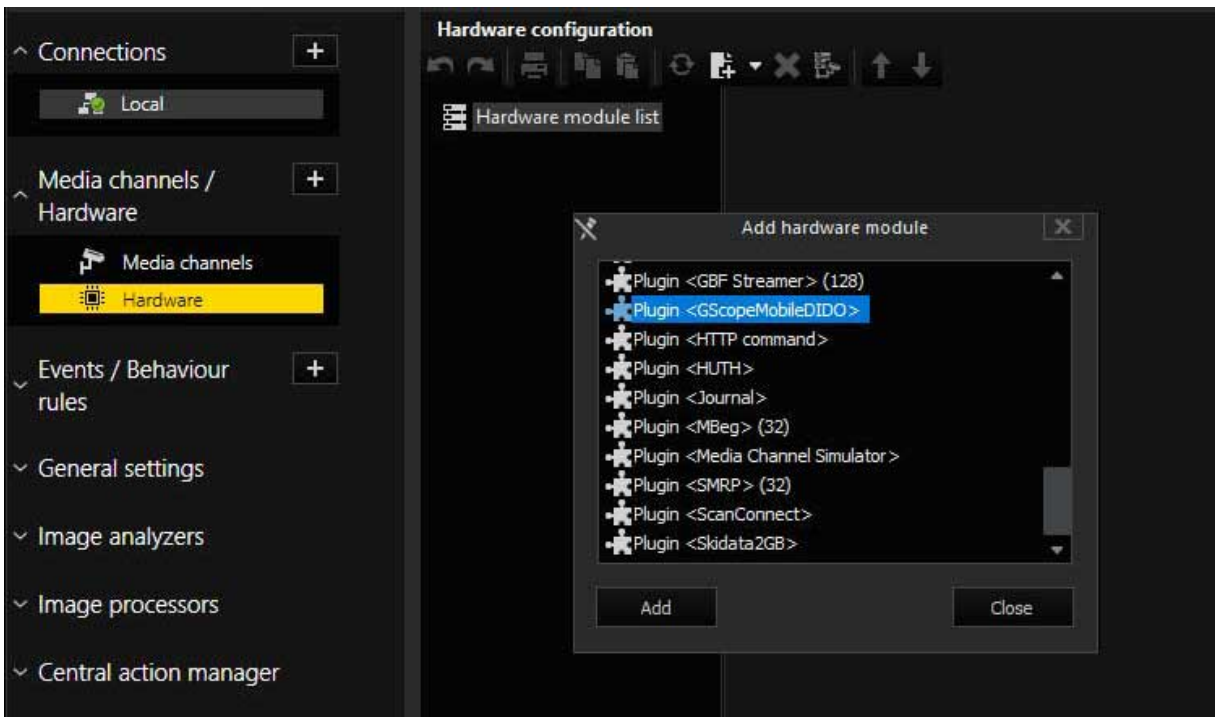 Connections
Local
Media channels /
Hardware
Media channels
Hardware
Events / Behaviour
rules
General settings
Image analyzers
Image processors
Central action manager
Hardware configuration
Hardware module list
Add hardware module
Plugin <GBF Streamer> (128)
Plugin <GScopeMobileDIDO>
Plugin <HTTP command>
Plugin <HUTH>
Plugin <Journal>
Plugin <MBeg> (32)
Plugin <Media Channel Simulator>
Plugin <SMRP> (32)
Plugin <ScanConnect>
Plugin <Skidata2GB>
Add
Close